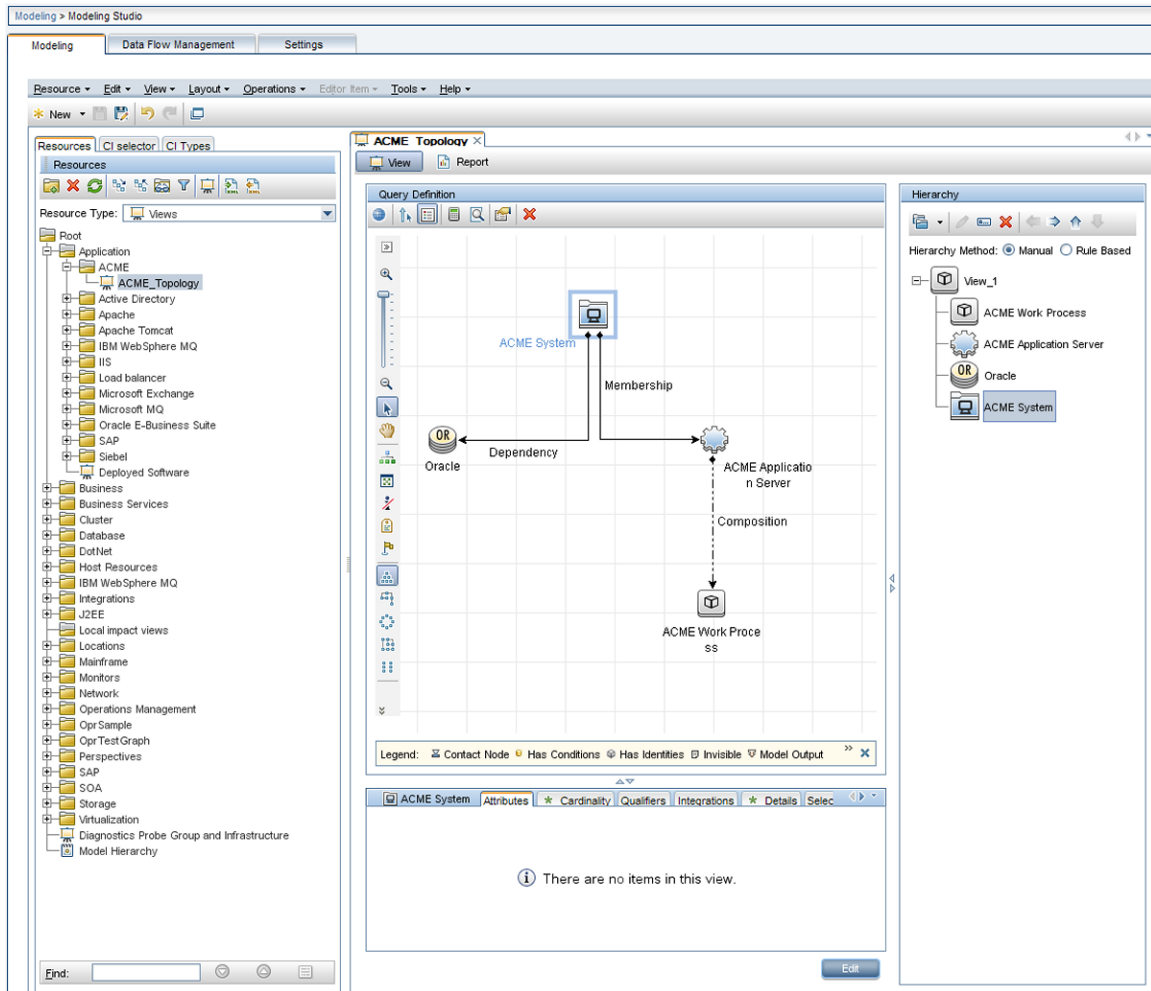 Modeling > Modeling Studio
Modeling
Data Flow Management
Settings
Resource
Edit
View
Layout
Operations
Editor Item
Tools
Help
New
Resources
CI selector
CI Types
Resources
Resource Type:
Views
Root
Application
ACME
ACME_Topology
Active Directory
Apache
Apache Tomcat
IBM WebSphere MQ
IIS
Load balancer
Microsoft Exchange
Microsoft MQ
Oracle E-Business Suite
SAP
Siebel
Deployed Software
Business
Business Services
Cluster
Database
DotNet
Host Resources
IBM WebSphere MQ
Integrations
J2EE
Local impact views
Locations
Mainframe
Monitors
Network
Operations Management
OprSample
OprTestGraph
Perspectives
SAP
SOA
Storage
Virtualization
Diagnostics Probe Group and Infrastructure
Model Hierarchy
Find:
ACME_Topology
View
Report
Query Definition
ACME System
Membership
OR
Oracle
Dependency
ACME Applicatio
n Server
Composition
ACME Work Proce
ss
Legend:
Contact Node
Has Conditions
Has Identities
Invisible
Model Output
ACME System
Attributes
Cardinality
Qualifiers
Integrations
Details
Selec
There are no items in this view.
Edit
Hierarchy
Hierarchy Method:
Manual
Rule Based
View_1
ACME Work Process
ACME Application Server
OR
Oracle
ACME System